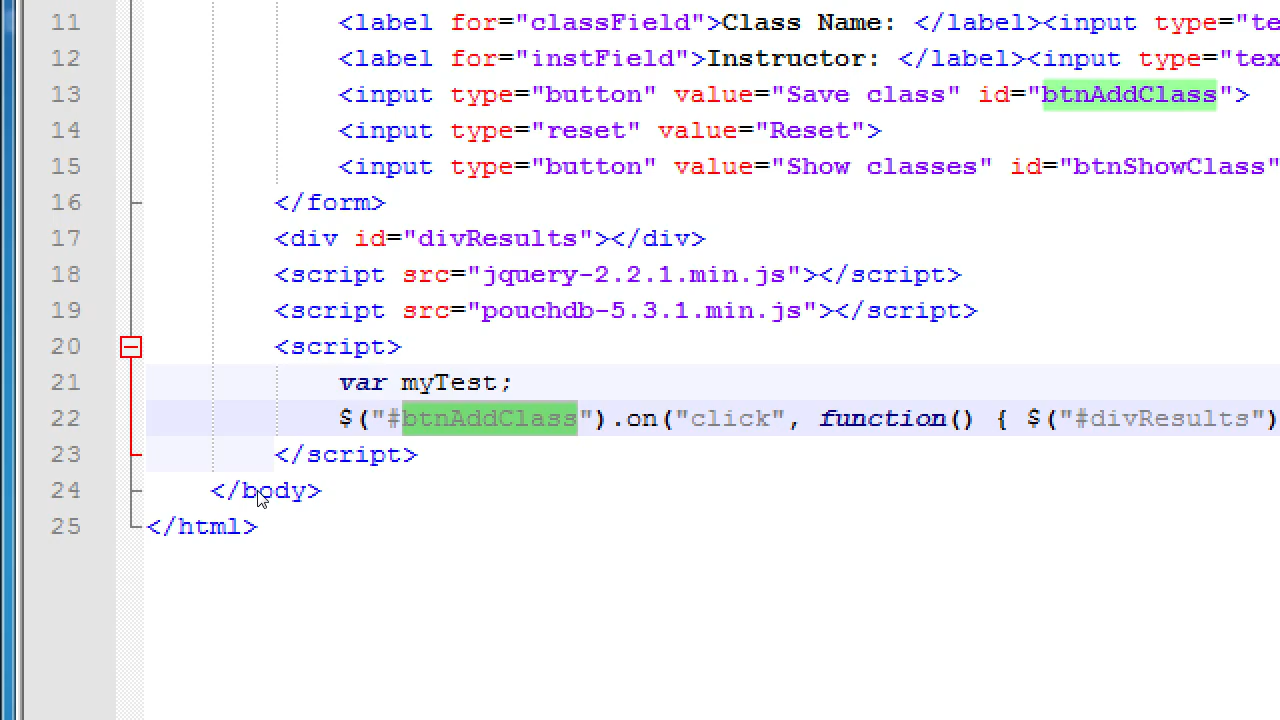 11 <label for="classField">Class Name: </label><input type="te
12 <label for="instField">Instructor: </label><input type="tex
13 <input type="button" value="Save class" id="btnAddClass">
14 <input type="reset" value="Reset">
15 <input type="button" value="Show classes" id="btnShowClass"
16 </form>
17 <div id="divResults"></div>
18 <script src="jquery-2.2.1.min.js"></script>
19 <script src="pouchdb-5.3.1.min.js"></script>
20 <script>
21 var myTest;
22 $("#btnAddClass").on("click", function() { $("#divResults")
23 </script>
24 </body>
25 </html>